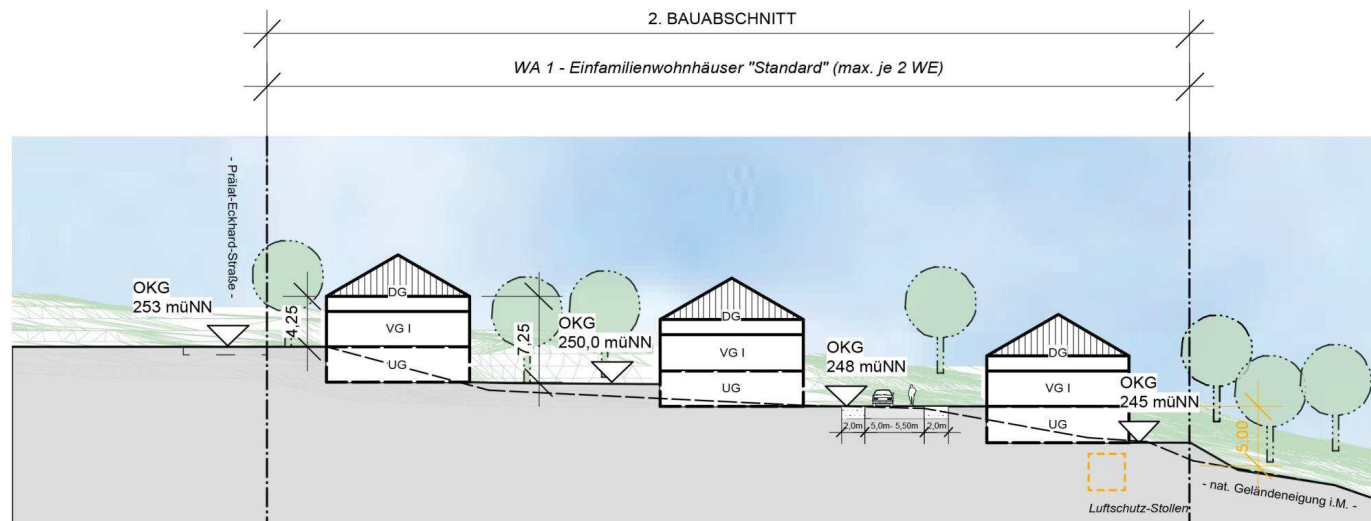 2. BAUABSCHNITT
WA 1 - Einfamilienwohnhäuser "Standard" (max. je 2 WE)
- Prälat-Eckhard-Straße -
OKG
253 müNN
4,25
DG
VG I
UG
7,25
OKG
250,0 müNN
DG
VG I
UG
OKG
248 müNN
2,0m
5,0m- 5,50m
2,0m
DG
VG I
UG
OKG
245 müNN
5,00
- nat. Geländeneigung i.M. -
Luftschutz-Stollen